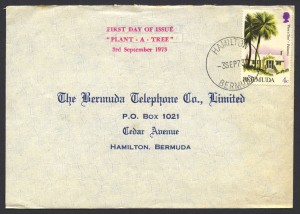 FIRST DAY OF ISSUE
"PLANT - A - TREE"
3rd September 1973
HAMILTON
-3SEP73
BERMUDA
BERMUDA
The Bermuda Telephone Co., Limited
P.O. Box 1021
Cedar Avenue
Hamilton, Bermuda